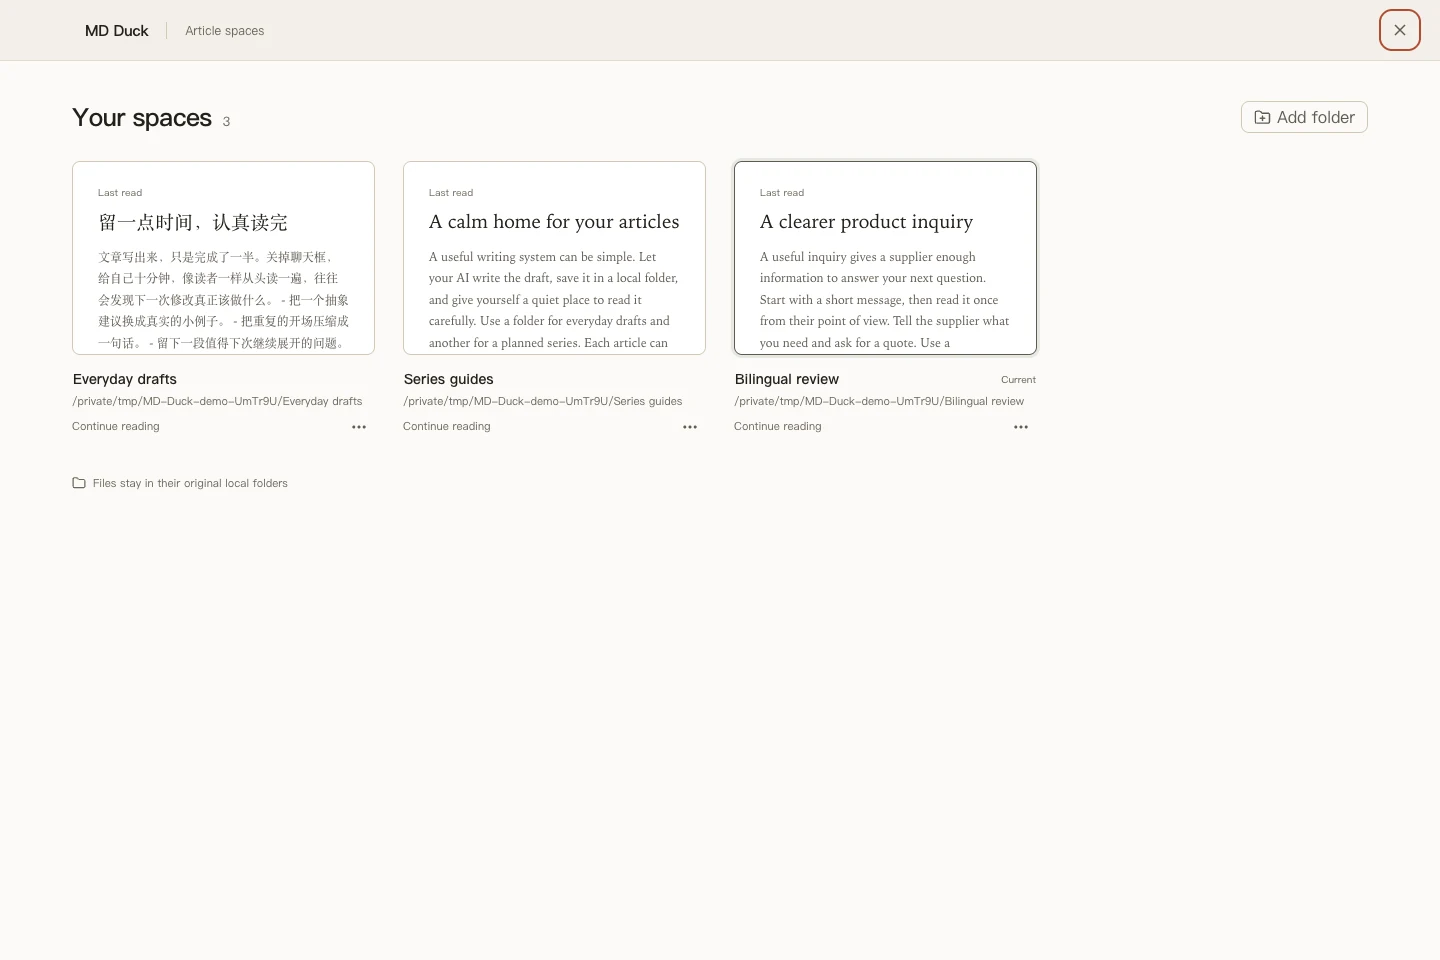 MD Duck
Article spaces
Your spaces 3
Add folder
Last read
留一点时间，认真读完
文章写出来，只是完成了一半。关掉聊天框，
给自己十分钟，像读者一样从头读一遍，往往
会发现下一次修改真正该做什么。 - 把一个抽象
建议换成真实的小例子。 - 把重复的开场压缩成
一句话。 - 留下一段值得下次继续展开的问题。
Everyday drafts
/private/tmp/MD-Duck-demo-UmTr9U/Everyday drafts
Continue reading
Last read
A calm home for your articles
A useful writing system can be simple. Let
your AI write the draft, save it in a local folder,
and give yourself a quiet place to read it
carefully. Use a folder for everyday drafts and
another for a planned series. Each article can
Series guides
/private/tmp/MD-Duck-demo-UmTr9U/Series guides
Continue reading
Last read
A clearer product inquiry
A useful inquiry gives a supplier enough
information to answer your next question.
Start with a short message, then read it once
from their point of view. Tell the supplier what
you need and ask for a quote. Use a
Bilingual review
Current
/private/tmp/MD-Duck-demo-UmTr9U/Bilingual review
Continue reading
Files stay in their original local folders